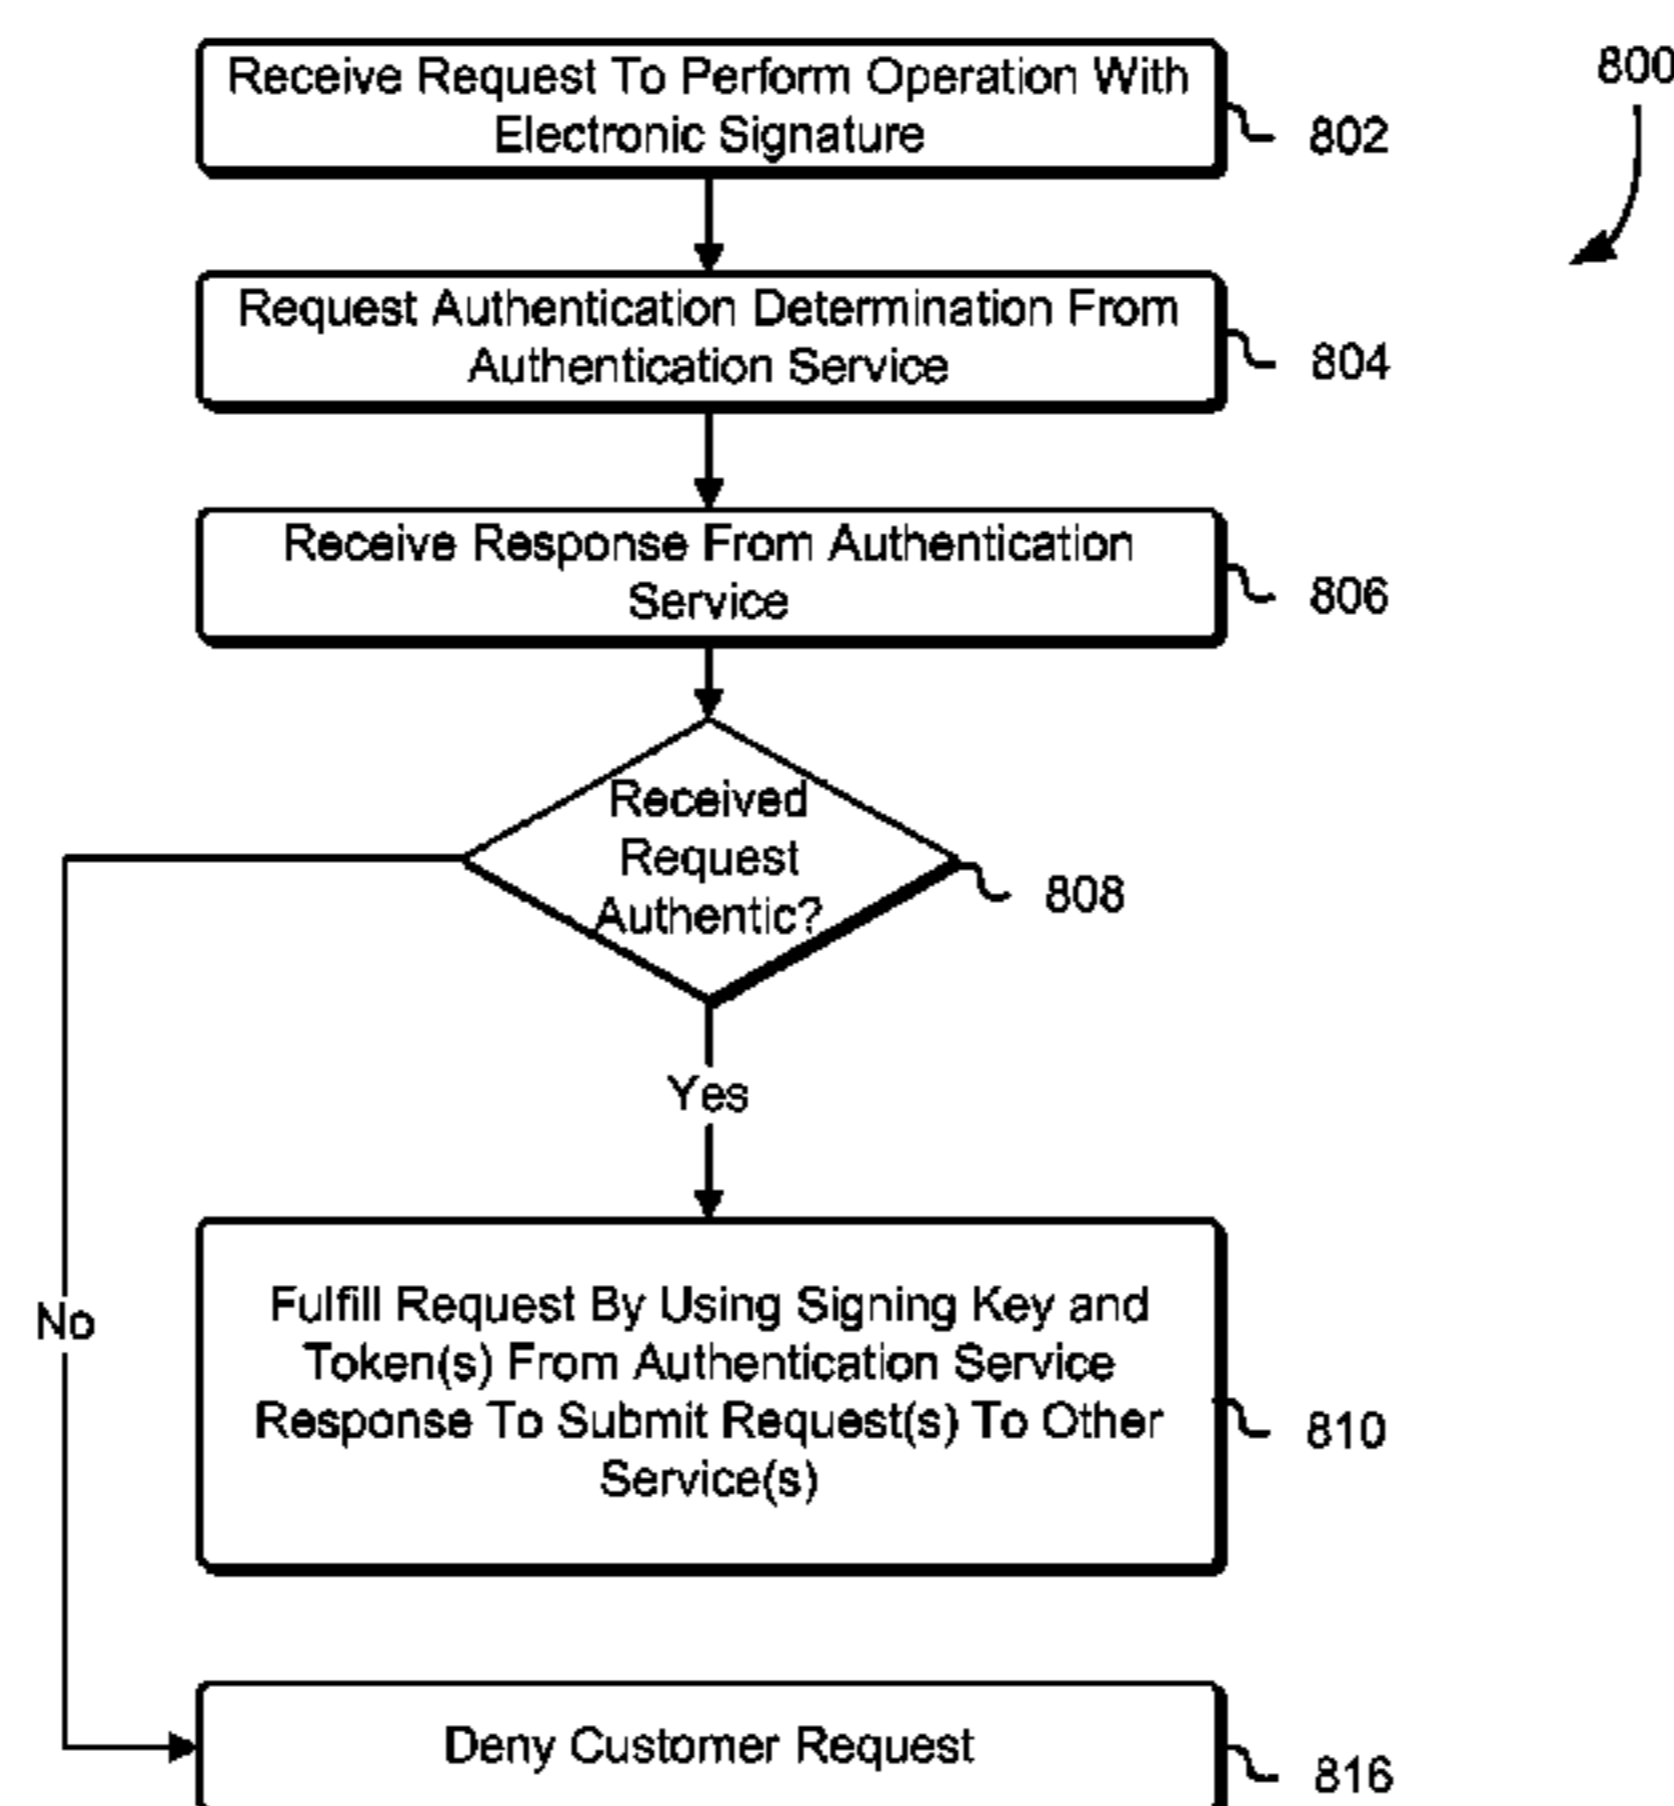 800
Receive Request To Perform Operation With
Electronic Signature
802
Request Authentication Determination From
Authentication Service
804
Receive Response From Authentication
Service
806
Received
Request
Authentic?
808
Yes
No
Fulfill Request By Using Signing Key and
Token(s) From Authentication Service
Response To Submit Request(s) To Other
Service(s)
810
Deny Customer Request
816